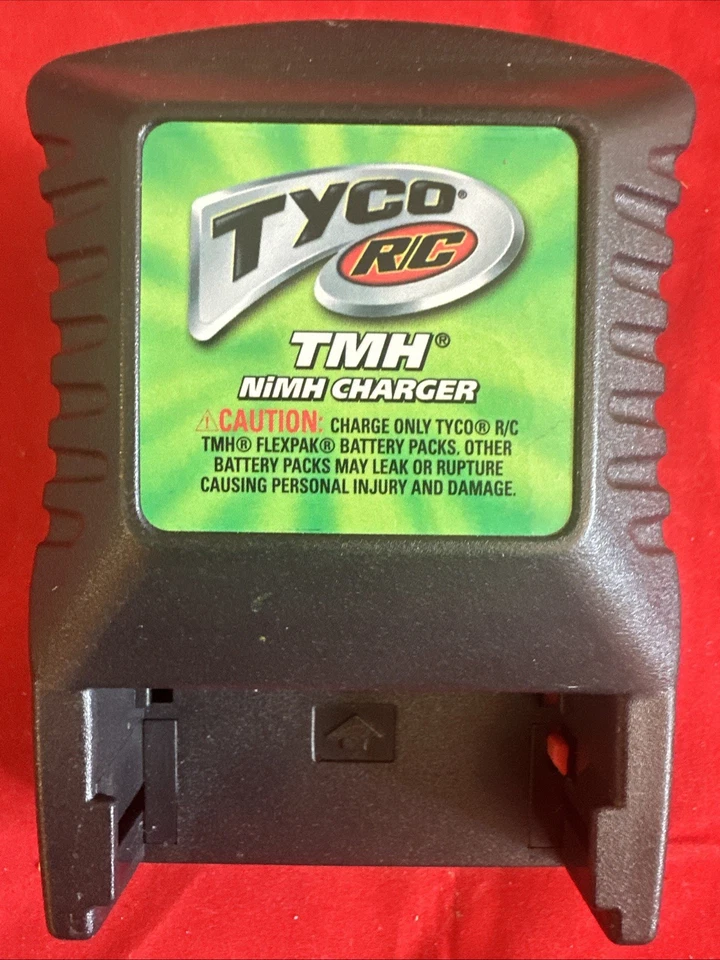 TYCO®
R/C
TMH®
NiMH CHARGER
⚠CAUTION: CHARGE ONLY TYCO® R/C
TMH® FLEXPAK® BATTERY PACKS. OTHER
BATTERY PACKS MAY LEAK OR RUPTURE
CAUSING PERSONAL INJURY AND DAMAGE.